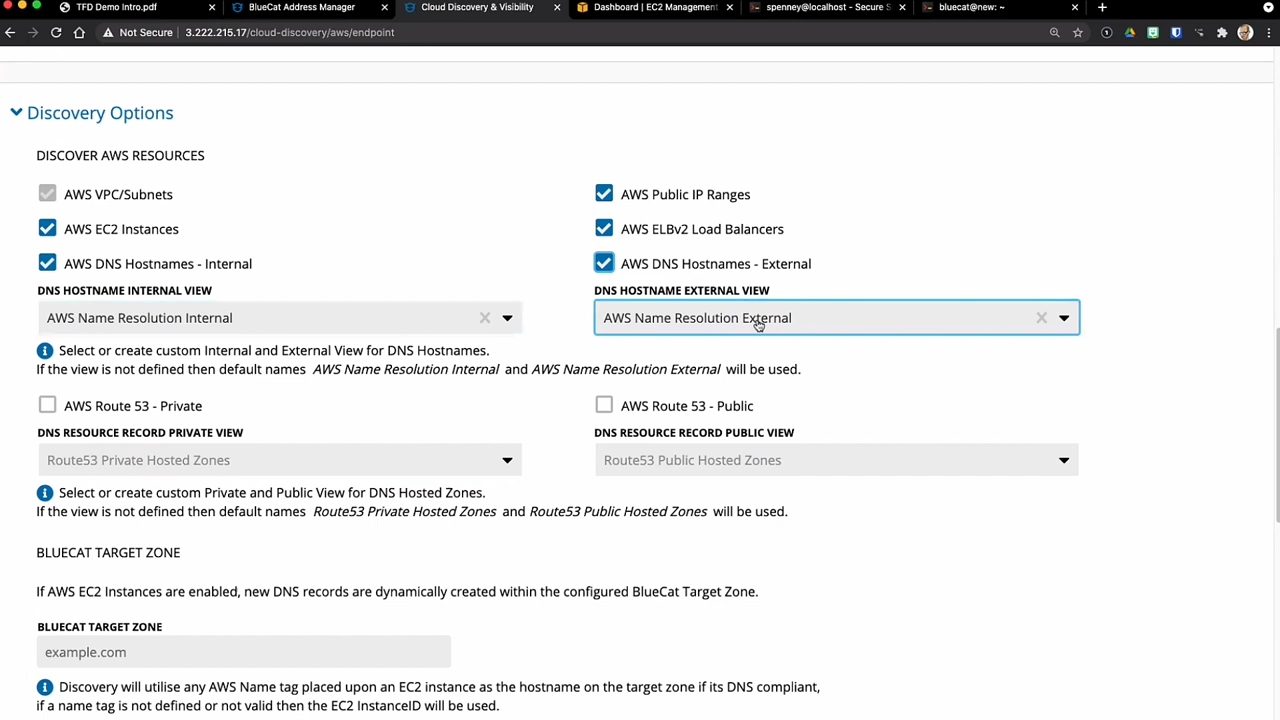 TFD Demo Intro.pdf
BlueCat Address Manager
Cloud Discovery & Visibility
Dashboard | EC2 Management
spenney@localhost - Secure S
bluecat@new: ~
Not Secure | 3.222.215.17/cloud-discovery/aws/endpoint
Discovery Options
DISCOVER AWS RESOURCES
AWS VPC/Subnets
AWS Public IP Ranges
AWS EC2 Instances
AWS ELBv2 Load Balancers
AWS DNS Hostnames - Internal
AWS DNS Hostnames - External
DNS HOSTNAME INTERNAL VIEW
DNS HOSTNAME EXTERNAL VIEW
AWS Name Resolution Internal
AWS Name Resolution External
Select or create custom Internal and External View for DNS Hostnames.
If the view is not defined then default names AWS Name Resolution Internal and AWS Name Resolution External will be used.
AWS Route 53 - Private
AWS Route 53 - Public
DNS RESOURCE RECORD PRIVATE VIEW
DNS RESOURCE RECORD PUBLIC VIEW
Route53 Private Hosted Zones
Route53 Public Hosted Zones
Select or create custom Private and Public View for DNS Hosted Zones.
If the view is not defined then default names Route53 Private Hosted Zones and Route53 Public Hosted Zones will be used.
BLUECAT TARGET ZONE
If AWS EC2 Instances are enabled, new DNS records are dynamically created within the configured BlueCat Target Zone.
BLUECAT TARGET ZONE
example.com
Discovery will utilise any AWS Name tag placed upon an EC2 instance as the hostname on the target zone if its DNS compliant,
if a name tag is not defined or not valid then the EC2 InstanceID will be used.